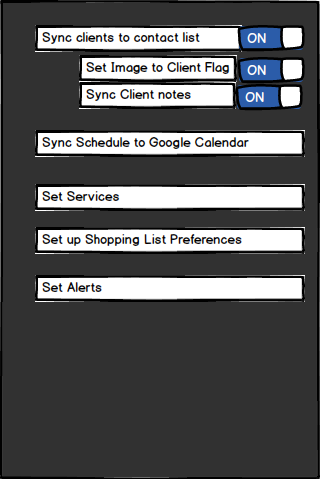 Sync clients to contact list ON
Set Image to Client Flag ON
Sync Client notes ON
Sync Schedule to Google Calendar
Set Services
Set up Shopping List Preferences
Set Alerts